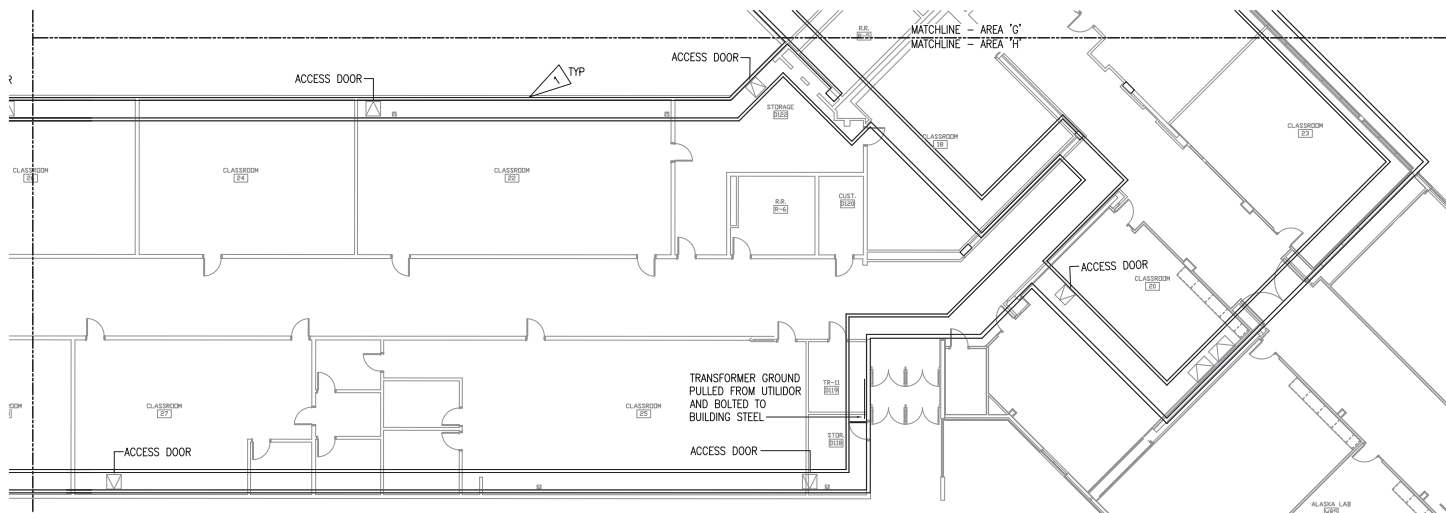 MATCHLINE - AREA 'G'
MATCHLINE - AREA 'H'
R.R.
ACCESS DOOR
ACCESS DOOR
1
TYP
R
STORAGE
D122
CLASSROOM
18
CLASSROOM
23
CLASSROOM
CLASSROOM
24
CLASSROOM
22
R.R.
R-6
CUST.
D120
ACCESS DOOR
CLASSROOM
20
TRANSFORMER GROUND
PULLED FROM UTILIDOR
AND BOLTED TO
BUILDING STEEL
TR-11
D119
CLASSROOM
27
CLASSROOM
25
STOR.
D118
ACCESS DOOR
ACCESS DOOR
ALASKA LAB